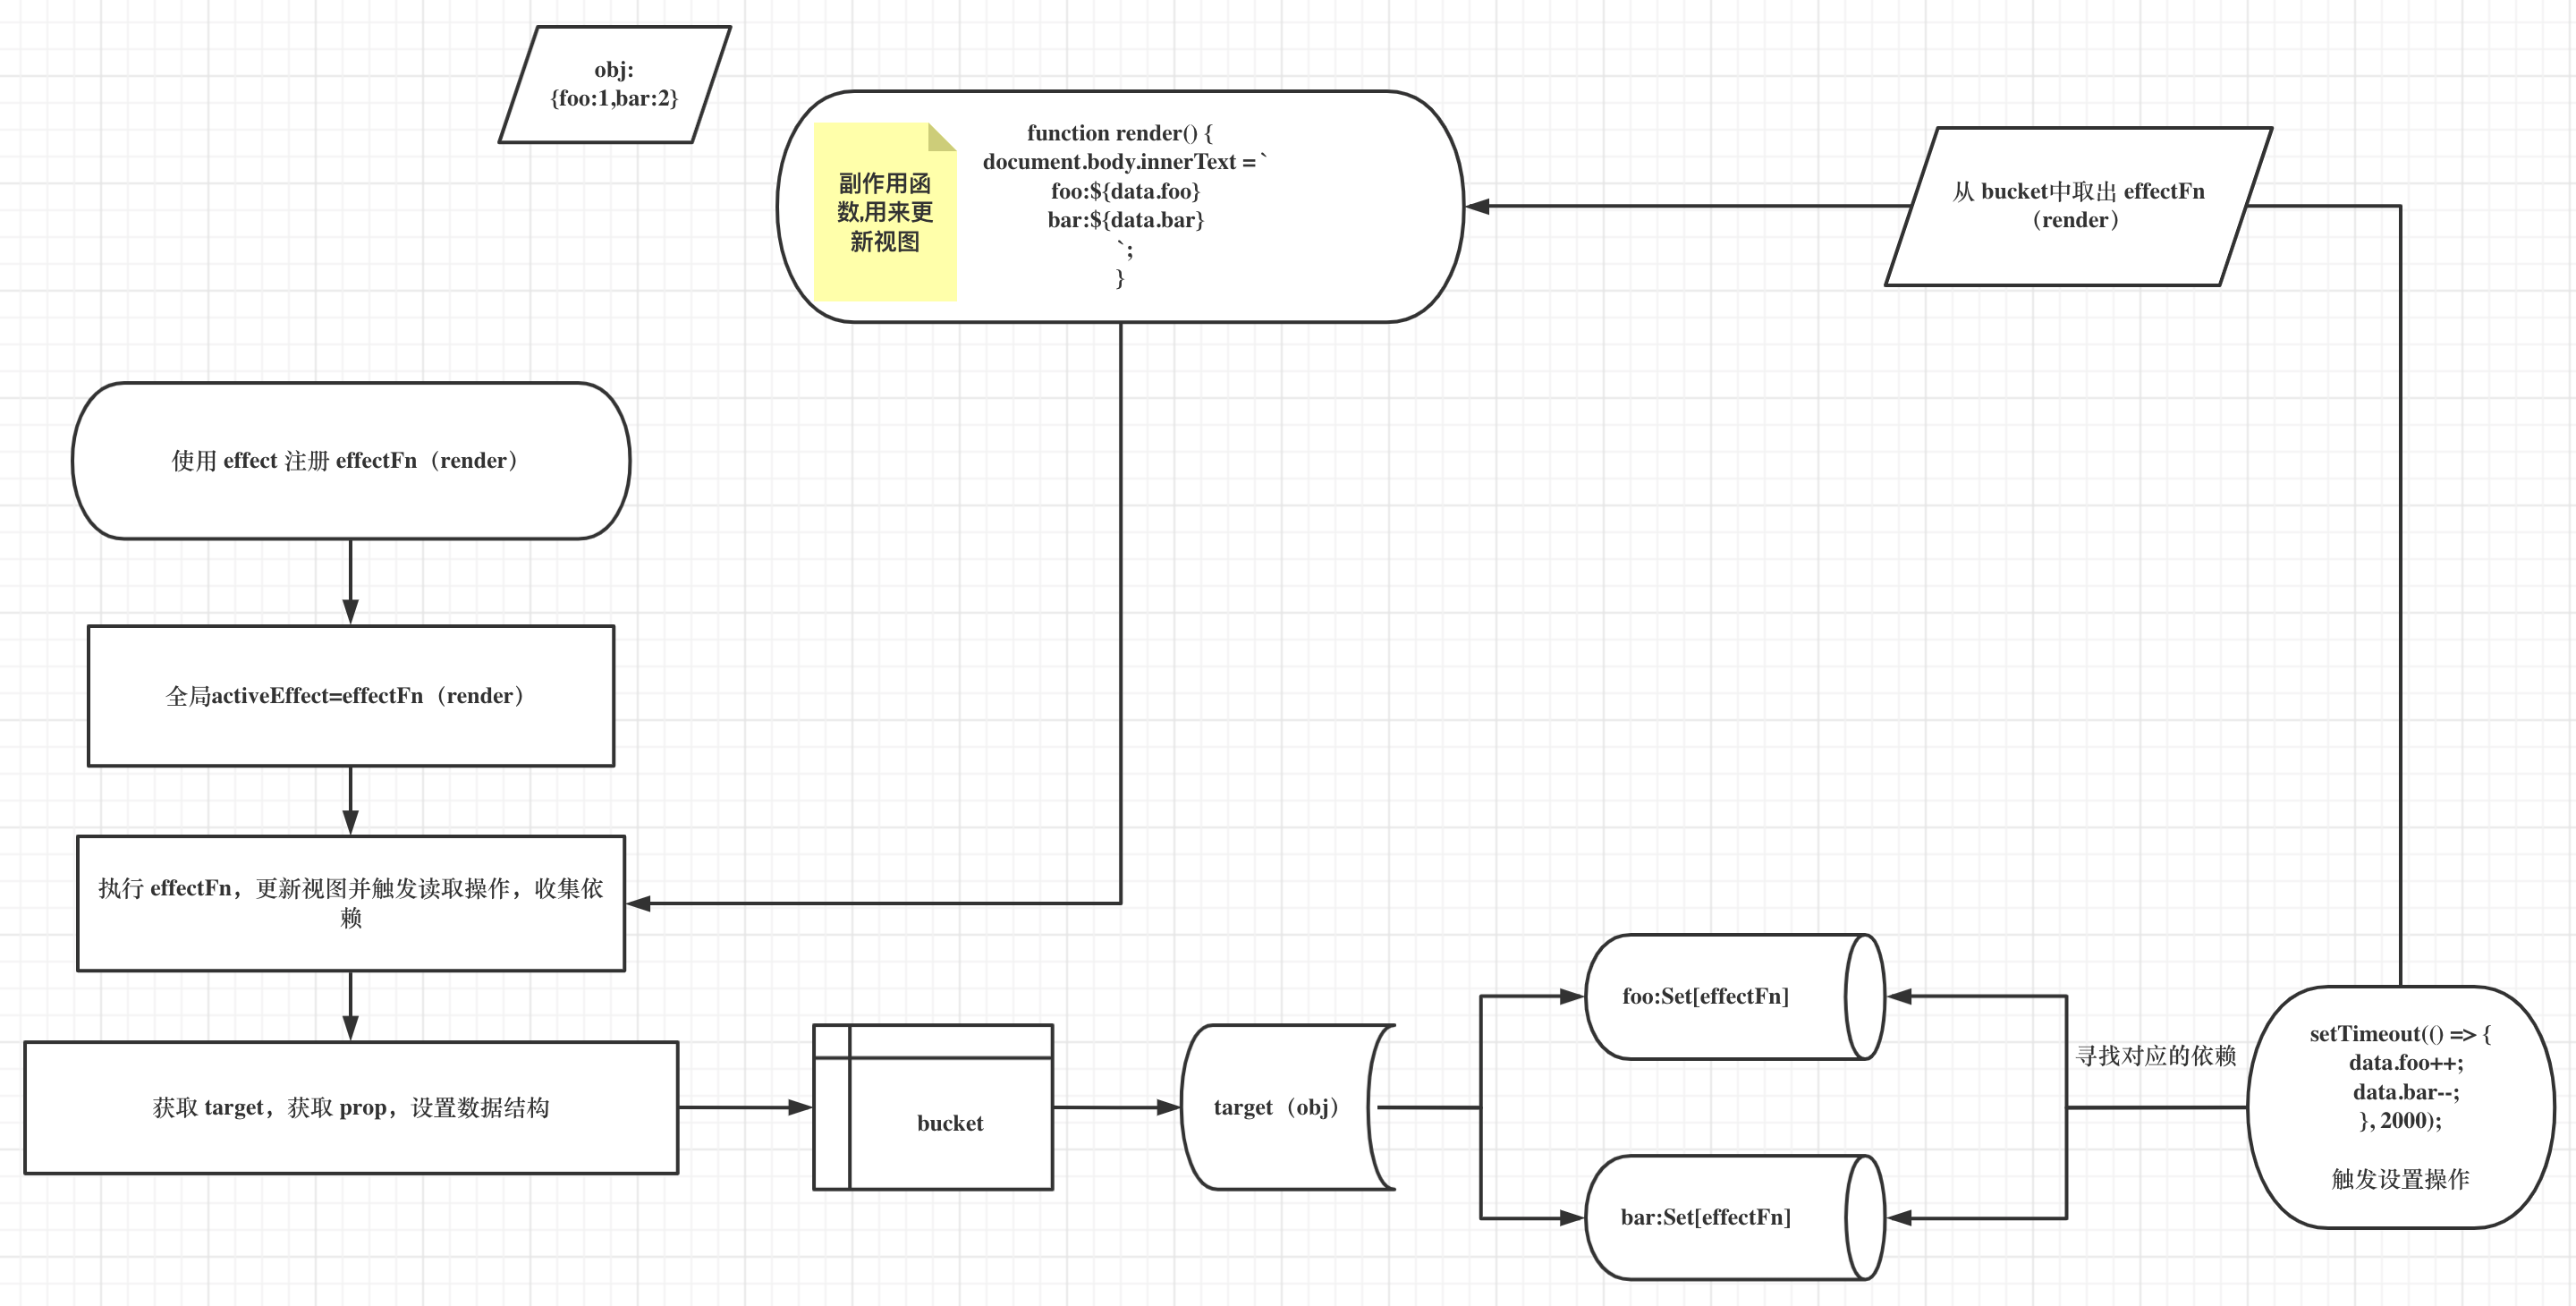 obj:
{foo:1,bar:2}
副作用函
数,用来更
新视图
function render() {
document.body.innerText = `
foo:${data.foo}
bar:${data.bar}
`;
}
从 bucket中取出 effectFn
（render）
使用 effect 注册 effectFn（render）
全局activeEffect=effectFn（render）
执行 effectFn，更新视图并触发读取操作，收集依
赖
获取 target，获取 prop，设置数据结构
bucket
target（obj）
foo:Set[effectFn]
bar:Set[effectFn]
寻找对应的依赖
setTimeout(() => {
data.foo++;
data.bar--;
}, 2000);
触发设置操作